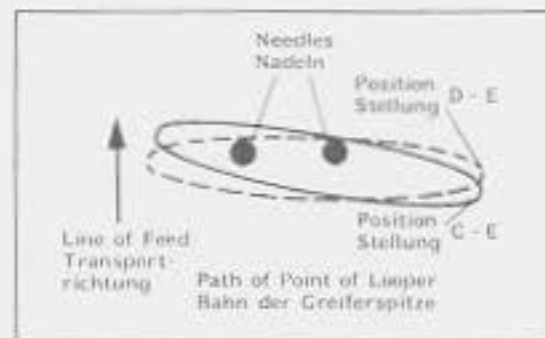 Needles
Nadeln
Position
Stellung D - E
Position
Stellung C - E
Line of Feed
Transport-
richtung
Path of Point of Looper
Bahn der Greiferspitze